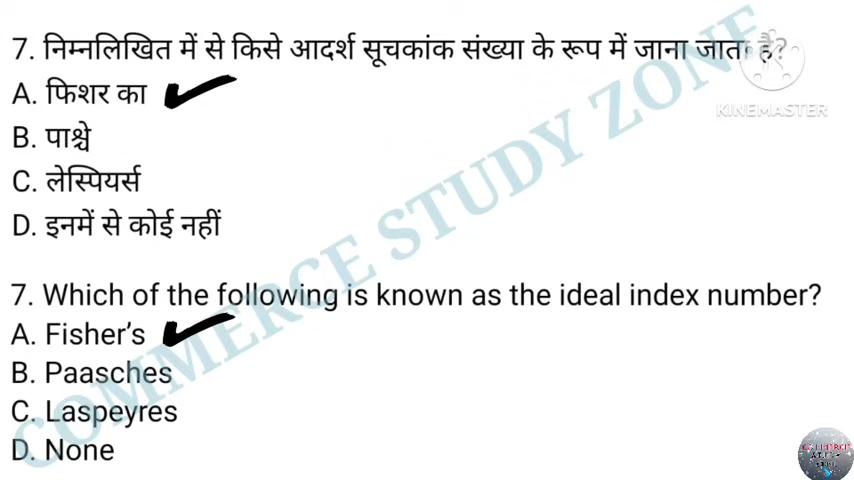 7. निम्नलिखित में से किसे आदर्श सूचकांक संख्या के रूप में जाना जाता है?
A. फिशर का
B. पाश्चे
C. लेस्पियर्स
D. इनमें से कोई नहीं
7. Which of the following is known as the ideal index number?
A. Fisher's
B. Paasches
C. Laspeyres
D. None
COMMERCE STUDY ZONE
KINEMASTER